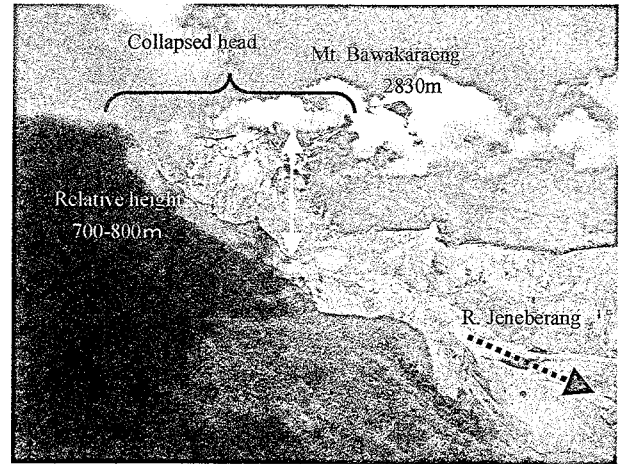 Collapsed head
Mt. Bawakaraeng
2830m
Relative height
700-800m
R. Jeneberang